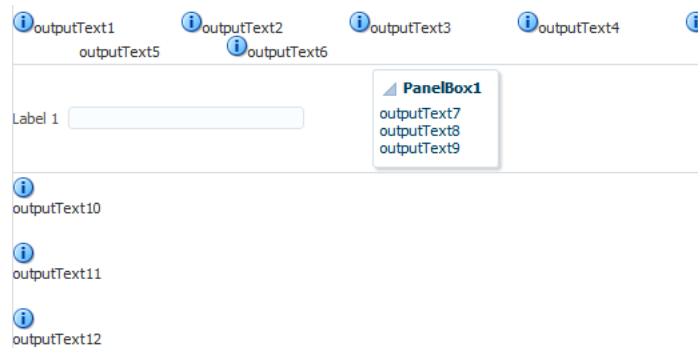 outputText1 outputText2 outputText3 outputText4
outputText5 outputText6
Label 1
PanelBox1
outputText7
outputText8
outputText9
outputText10
outputText11
outputText12